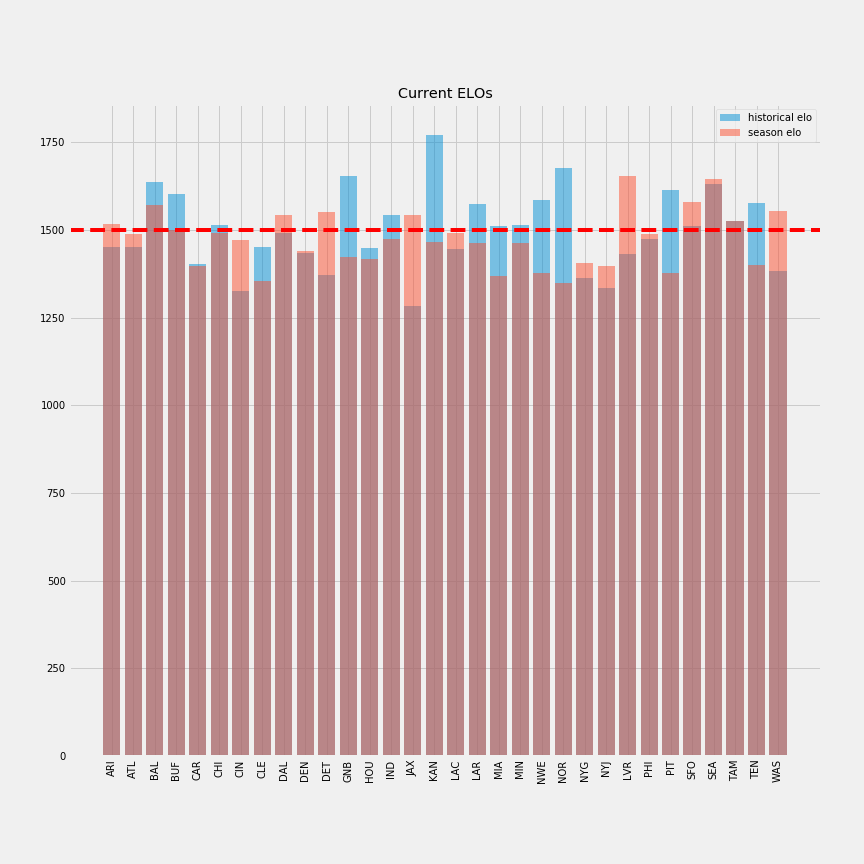 Current ELOs
historical elo
season elo
1750
1500
1250
1000
750
500
250
0
ARI
ATL
BAL
BUF
CAR
CHI
CIN
CLE
DAL
DEN
DET
GNB
HOU
IND
JAX
KAN
LAC
LAR
MIA
MIN
NWE
NOR
NYG
NYJ
LVR
PHI
PIT
SFO
SEA
TAM
TEN
WAS